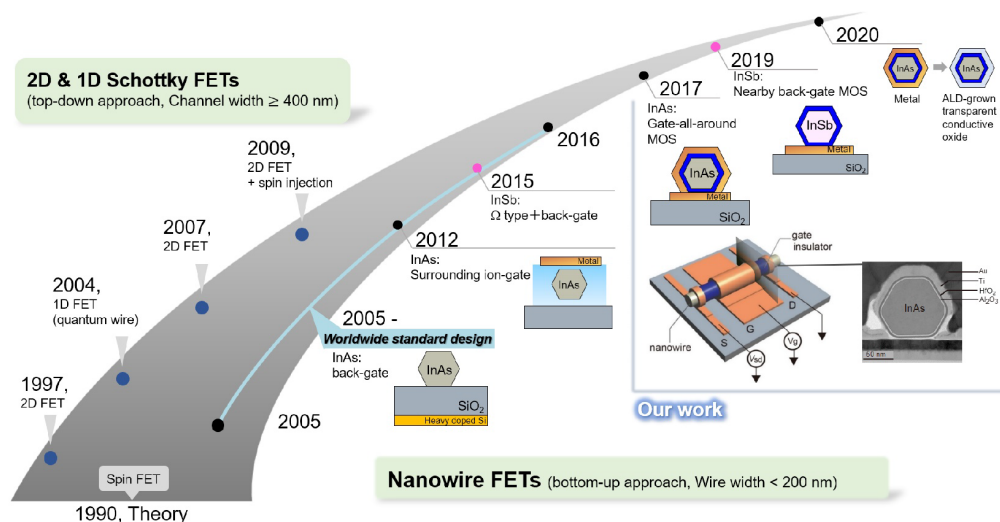 2D & 1D Schottky FETs
(top-down approach, Channel width ≥ 400 nm)
2009,
2D FET
+ spin injection
2007,
2D FET
2004,
1D FET
(quantum wire)
1997,
2D FET
Spin FET
1990, Theory
2005
2005 -
Worldwide standard design
InAs:
back-gate
InAs
SiO2
Heavy doped Si
2012
InAs:
Surrounding ion-gate
Metal
InAs
2015
InSb:
Ω type+back-gate
2016
2017
InAs:
Gate-all-around
MOS
InAs
Metal
SiO2
2019
InSb:
Nearby back-gate MOS
InSb
Metal
SiO2
2020
InAs
InAs
Metal
ALD-grown
transparent
conductive
oxide
gate
insulator
nanowire
S
G
D
Vsd
Vg
InAs
Au
Ti
HfO2
Al2O3
50 nm
Our work
Nanowire FETs (bottom-up approach, Wire width < 200 nm)